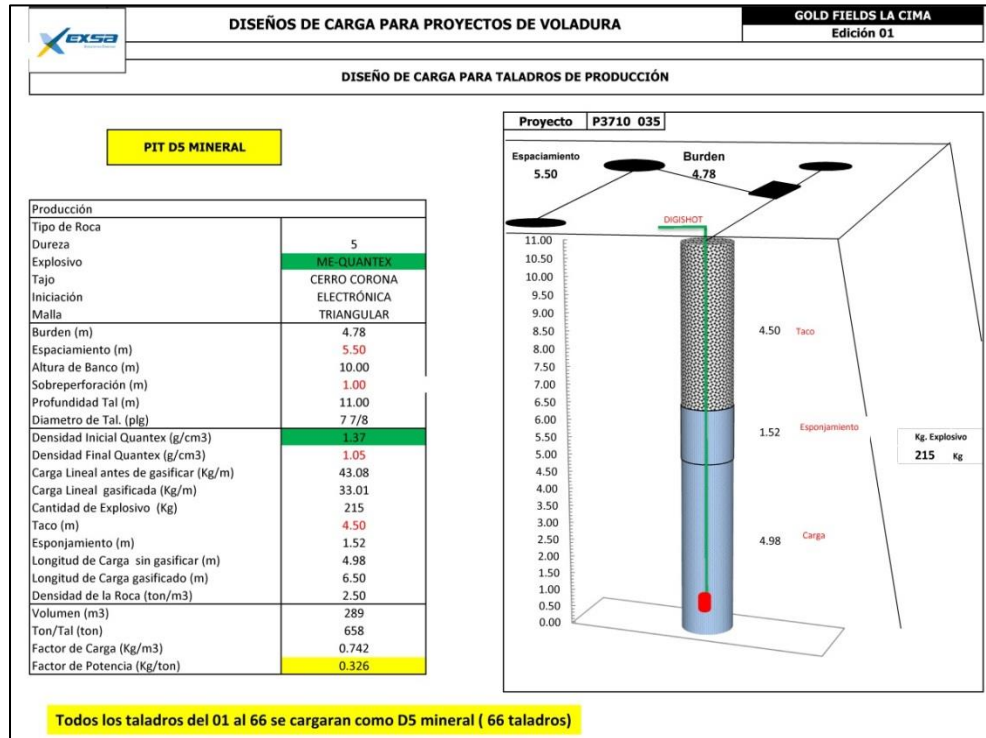 exsa
DISEÑOS DE CARGA PARA PROYECTOS DE VOLADURA
GOLD FIELDS LA CIMA
Edición 01
DISEÑO DE CARGA PARA TALADROS DE PRODUCCIÓN
PIT D5 MINERAL
Producción
Tipo de Roca
Dureza 5
Explosivo ME-QUANTEX
Tajo CERRO CORONA
Iniciación ELECTRÓNICA
Malla TRIANGULAR
Burden (m) 4.78
Espaciamiento (m) 5.50
Altura de Banco (m) 10.00
Sobreperforación (m) 1.00
Profundidad Tal (m) 11.00
Diametro de Tal. (plg) 7 7/8
Densidad Inicial Quantex (g/cm3) 1.37
Densidad Final Quantex (g/cm3) 1.05
Carga Lineal antes de gasificar (Kg/m) 43.08
Carga Lineal gasificada (Kg/m) 33.01
Cantidad de Explosivo (Kg) 215
Taco (m) 4.50
Esponjamiento (m) 1.52
Longitud de Carga sin gasificar (m) 4.98
Longitud de Carga gasificado (m) 6.50
Densidad de la Roca (ton/m3) 2.50
Volumen (m3) 289
Ton/Tal (ton) 658
Factor de Carga (Kg/m3) 0.742
Factor de Potencia (Kg/ton) 0.326
Proyecto P3710 035
Espaciamiento
5.50
Burden
4.78
DIGISHOT
11.00
10.50
10.00
9.50
9.00
8.50
8.00
7.50
7.00
6.50
6.00
5.50
5.00
4.50
4.00
3.50
3.00
2.50
2.00
1.50
1.00
0.50
0.00
4.50 Taco
1.52 Esponjamiento
4.98 Carga
Kg. Explosivo
215 Kg
Todos los taladros del 01 al 66 se cargaran como D5 mineral ( 66 taladros)